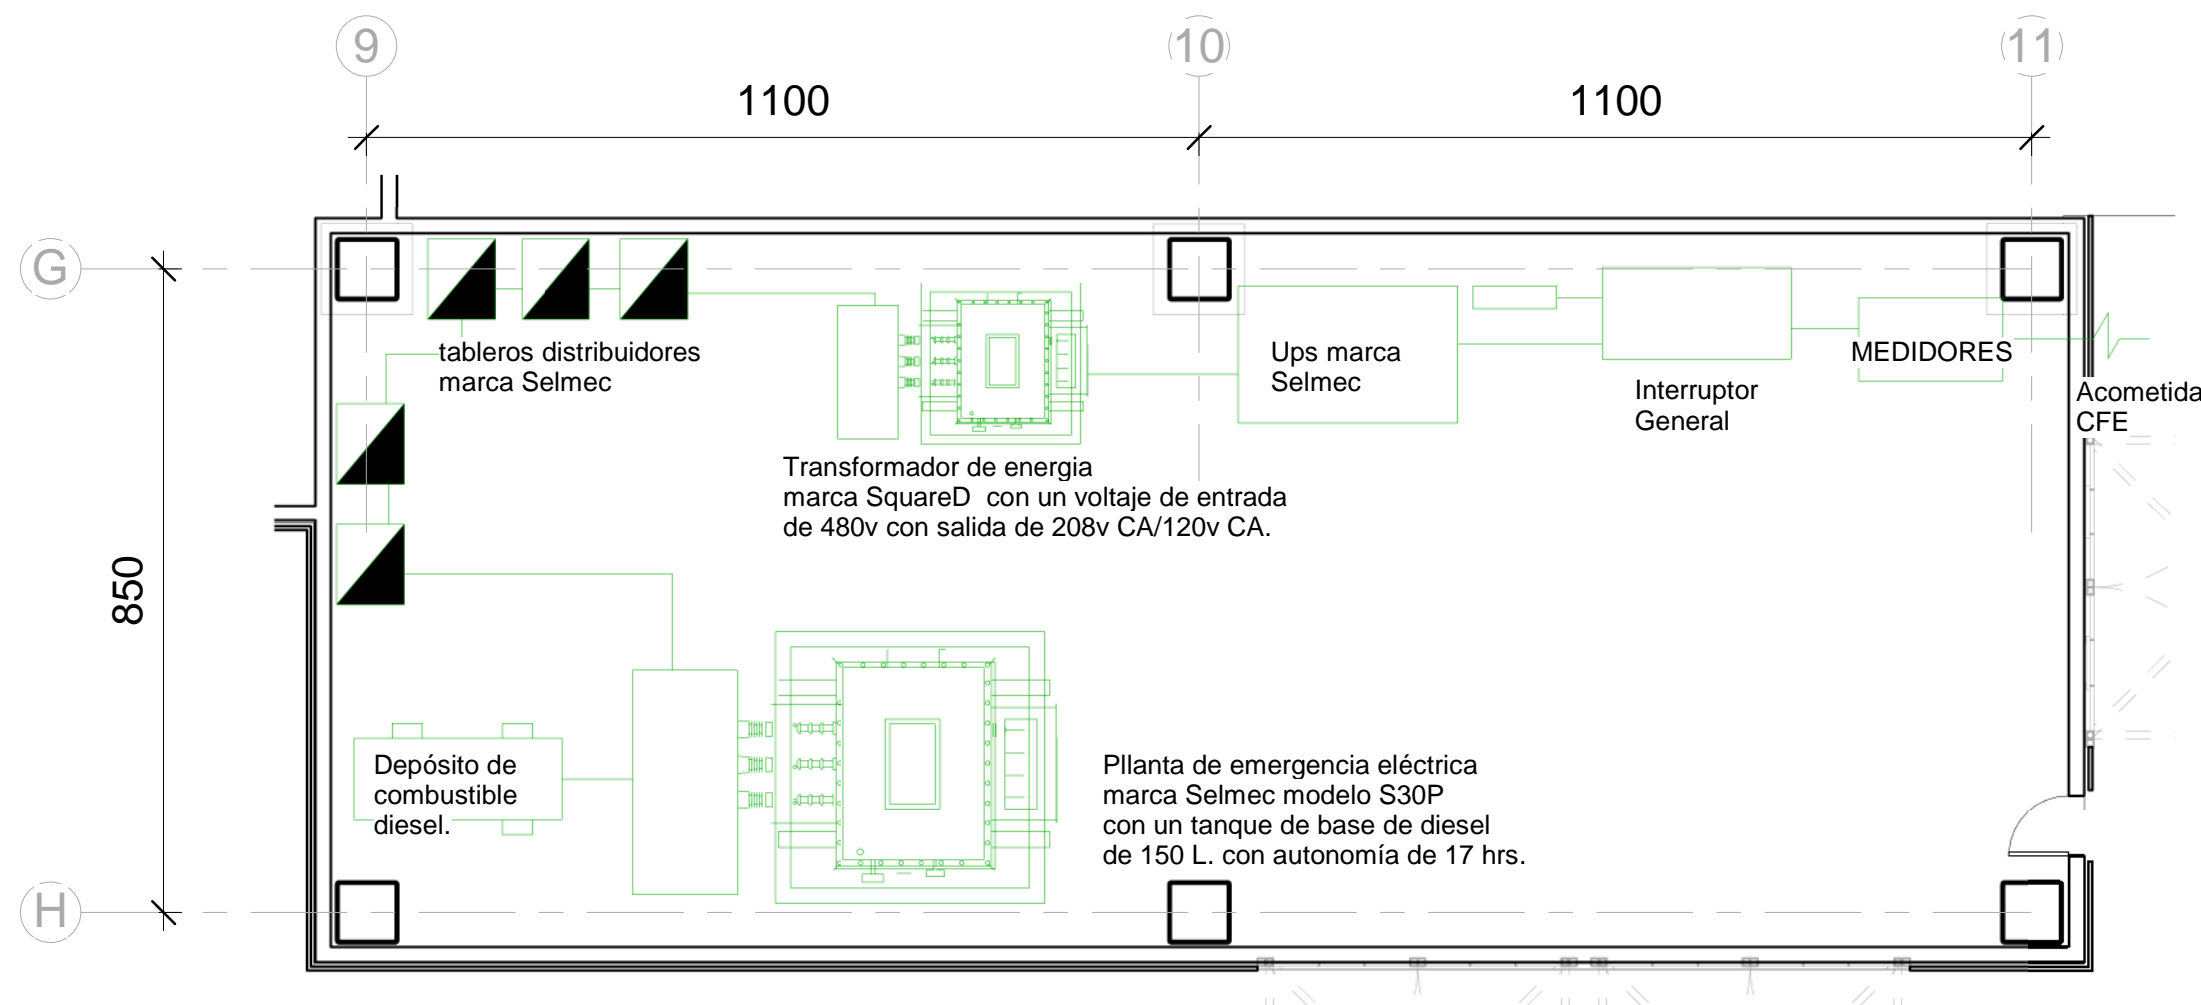 9
10
11
1100
1100
G
tableros distribuidores
marca Selmec
Ups marca
Selmec
MEDIDORES
Interruptor
General
Acometida
CFE
Transformador de energia
marca SquareD  con un voltaje de entrada
de 480v con salida de 208v CA/120v CA.
850
Depósito de
combustible
diesel.
Pllanta de emergencia eléctrica
marca Selmec modelo S30P
con un tanque de base de diesel
de 150 L. con autonomía de 17 hrs.
H